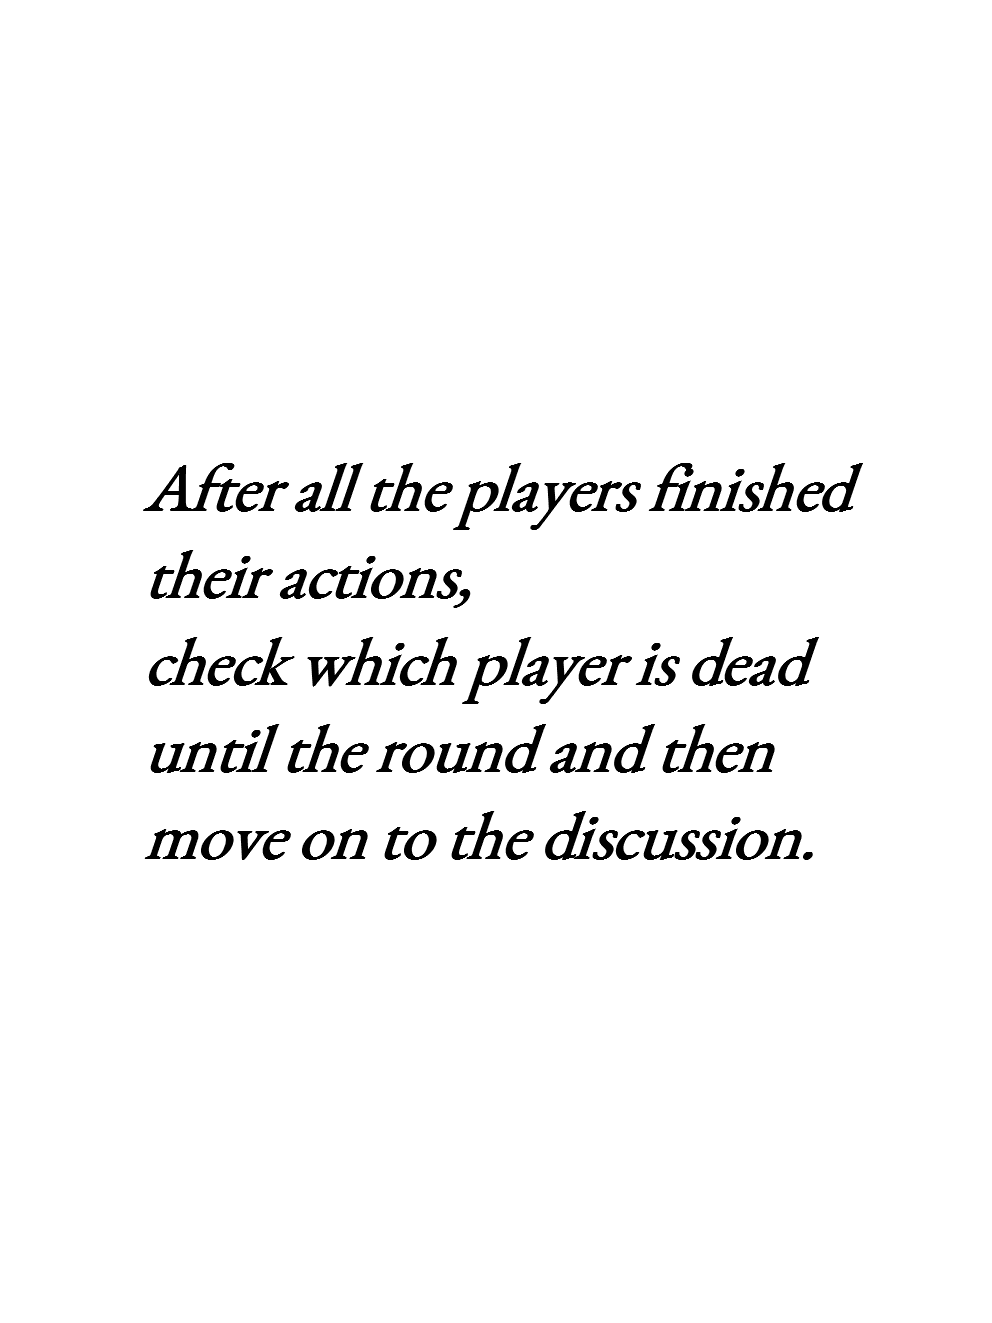 After all the players finished
their actions,
check which player is dead
until the round and then
move on to the discussion.